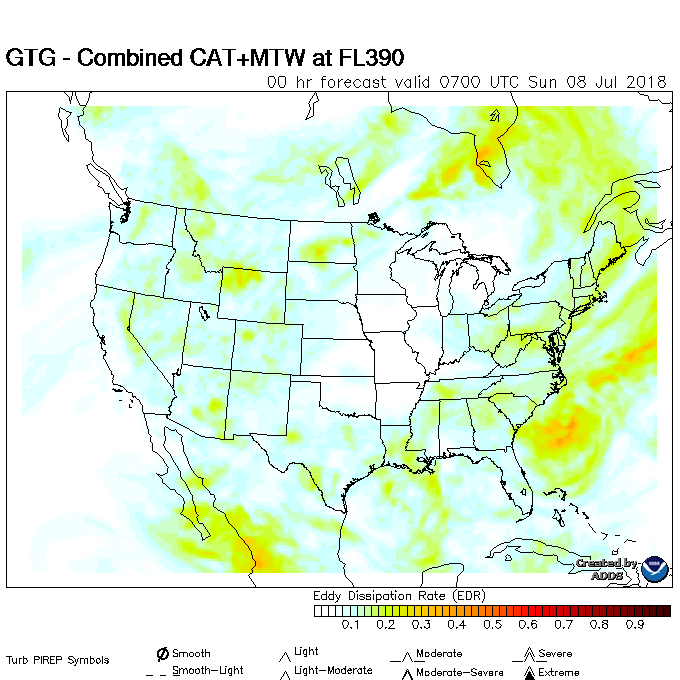 GTG - Combined CAT+MTW at FL390
00 hr forecast valid 0700 UTC Sun 08 Jul 2018
Created by
ADDS
Eddy Dissipation Rate (EDR)
0.1 0.2 0.3 0.4 0.5 0.6 0.7 0.8 0.9
Turb PIREP Symbols
Smooth
Light
Moderate
Severe
Smooth-Light
Light-Moderate
Moderate-Severe
Extreme